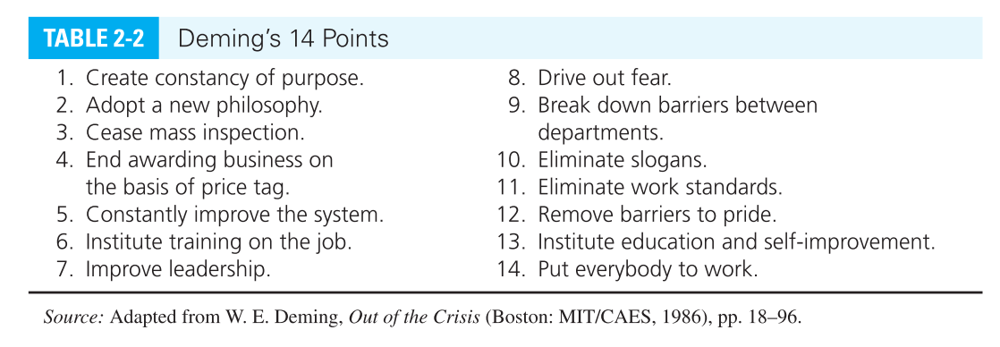 TABLE 2-2 Deming’s 14 Points
1. Create constancy of purpose.
2. Adopt a new philosophy.
3. Cease mass inspection.
4. End awarding business on
the basis of price tag.
5. Constantly improve the system.
6. Institute training on the job.
7. Improve leadership.
8. Drive out fear.
9. Break down barriers between
departments.
10. Eliminate slogans.
11. Eliminate work standards.
12. Remove barriers to pride.
13. Institute education and self-improvement.
14. Put everybody to work.
Source: Adapted from W. E. Deming, Out of the Crisis (Boston: MIT/CAES, 1986), pp. 18–96.